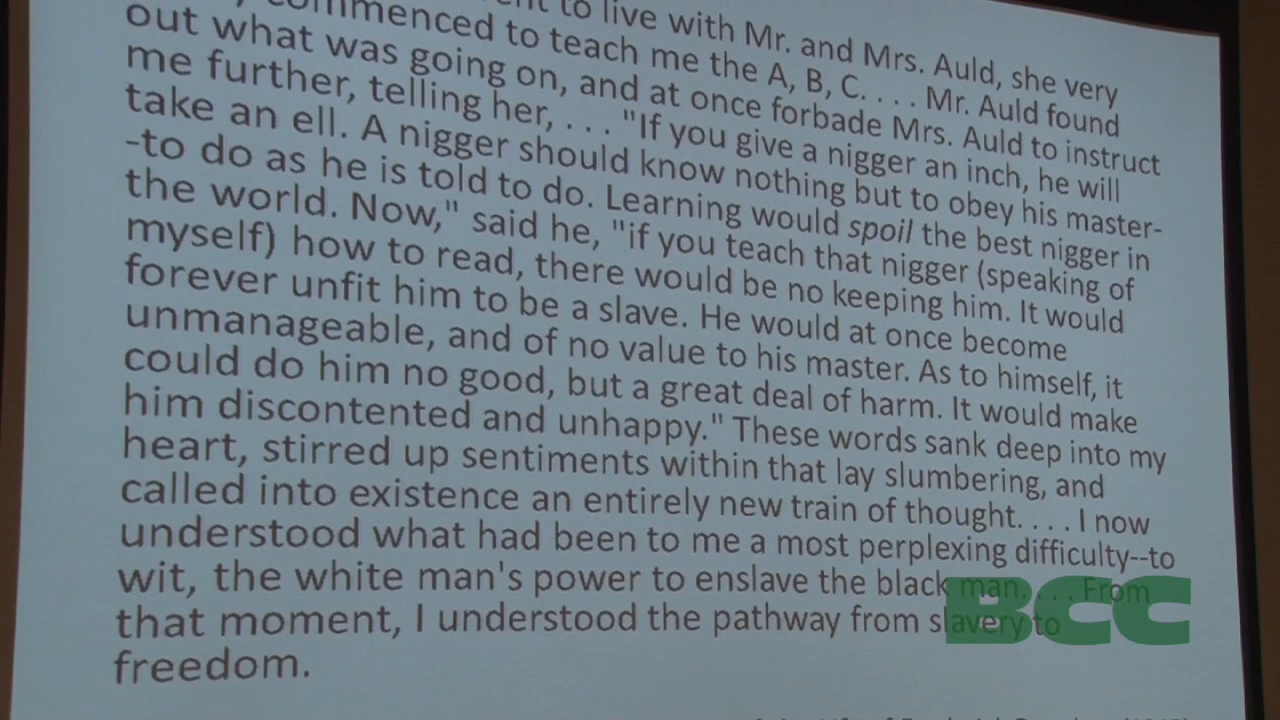 commenced to live with Mr. and Mrs. Auld, she very
commenced to teach me the A, B, C. . . . Mr. Auld found
out what was going on, and at once forbade Mrs. Auld to instruct
me further, telling her, . . . "If you give a nigger an inch, he will
take an ell. A nigger should know nothing but to obey his master-
-to do as he is told to do. Learning would spoil the best nigger in
the world. Now," said he, "if you teach that nigger (speaking of
myself) how to read, there would be no keeping him. It would
forever unfit him to be a slave. He would at once become
unmanageable, and of no value to his master. As to himself, it
could do him no good, but a great deal of harm. It would make
him discontented and unhappy." These words sank deep into my
heart, stirred up sentiments within that lay slumbering, and
called into existence an entirely new train of thought. . . . I now
understood what had been to me a most perplexing difficulty--to
wit, the white man's power to enslave the black man. . . . From
that moment, I understood the pathway from slavery to
freedom.
BCC